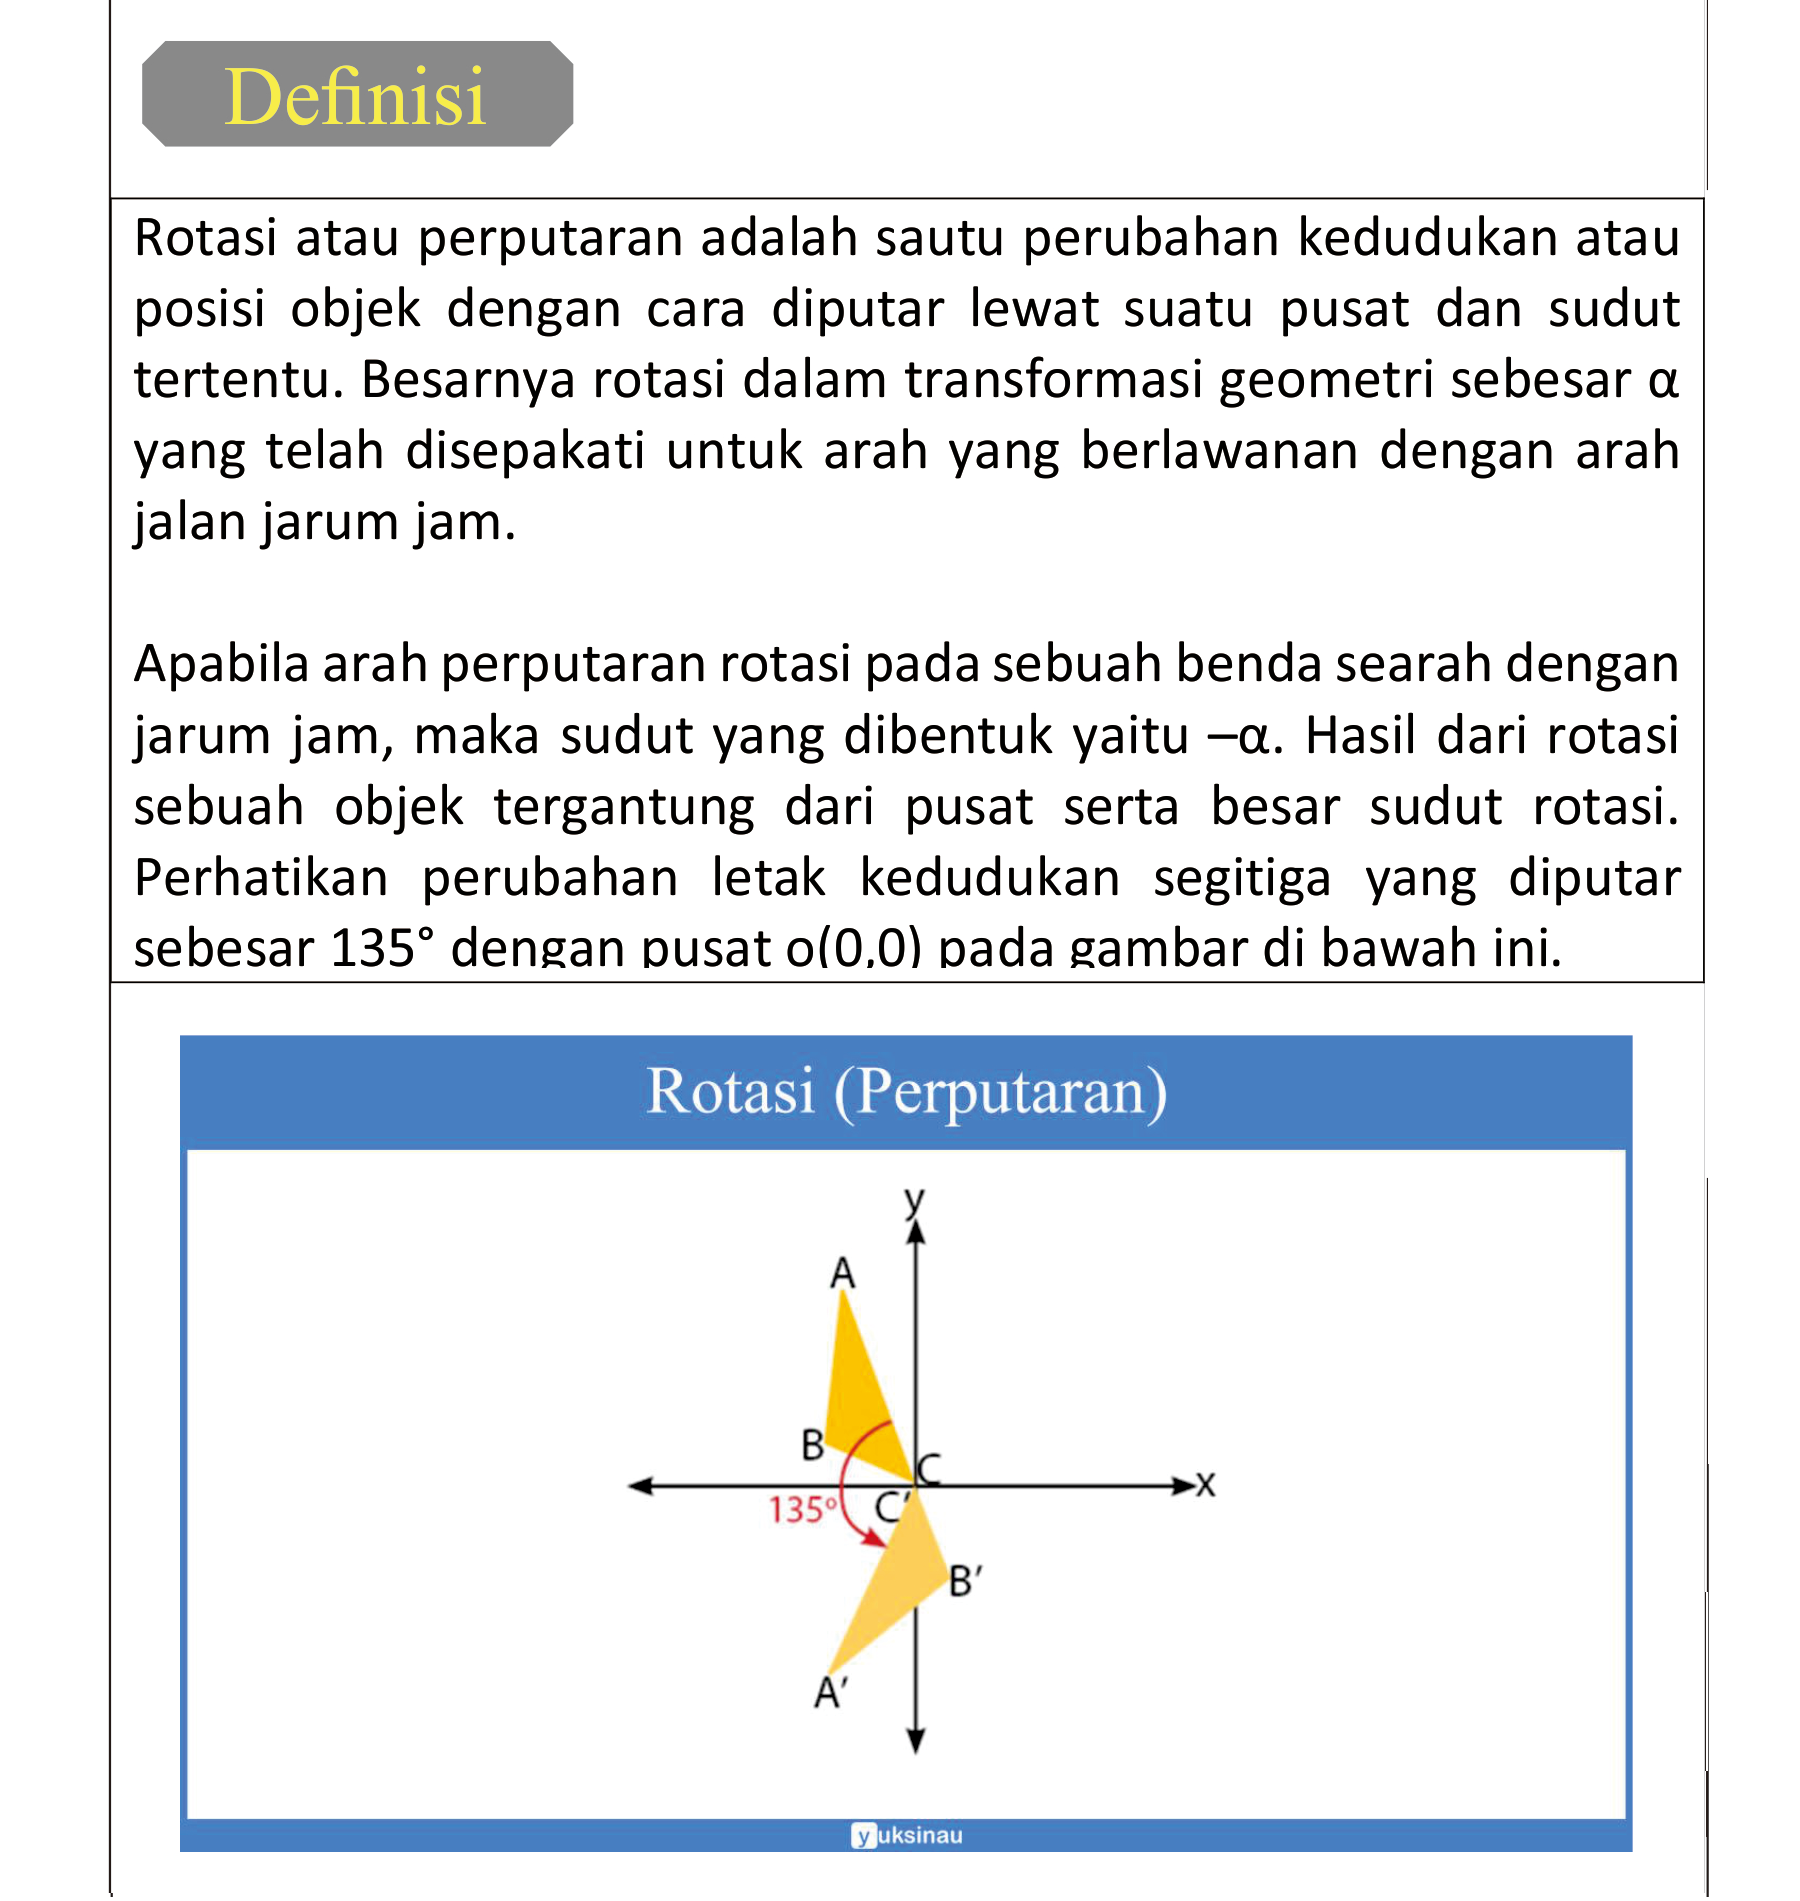 Definisi
Rotasi atau perputaran adalah sautu perubahan kedudukan atau
posisi objek dengan cara diputar lewat suatu pusat dan sudut
tertentu. Besarnya rotasi dalam transformasi geometri sebesar α
yang telah disepakati untuk arah yang berlawanan dengan arah
jalan jarum jam.
Apabila arah perputaran rotasi pada sebuah benda searah dengan
jarum jam, maka sudut yang dibentuk yaitu –α. Hasil dari rotasi
sebuah objek tergantung dari pusat serta besar sudut rotasi.
Perhatikan perubahan letak kedudukan segitiga yang diputar
sebesar 135° dengan pusat o(0,0) pada gambar di bawah ini.
Rotasi (Perputaran)
y
A
B
C
x
135°
C′
B′
A′
yuksinau